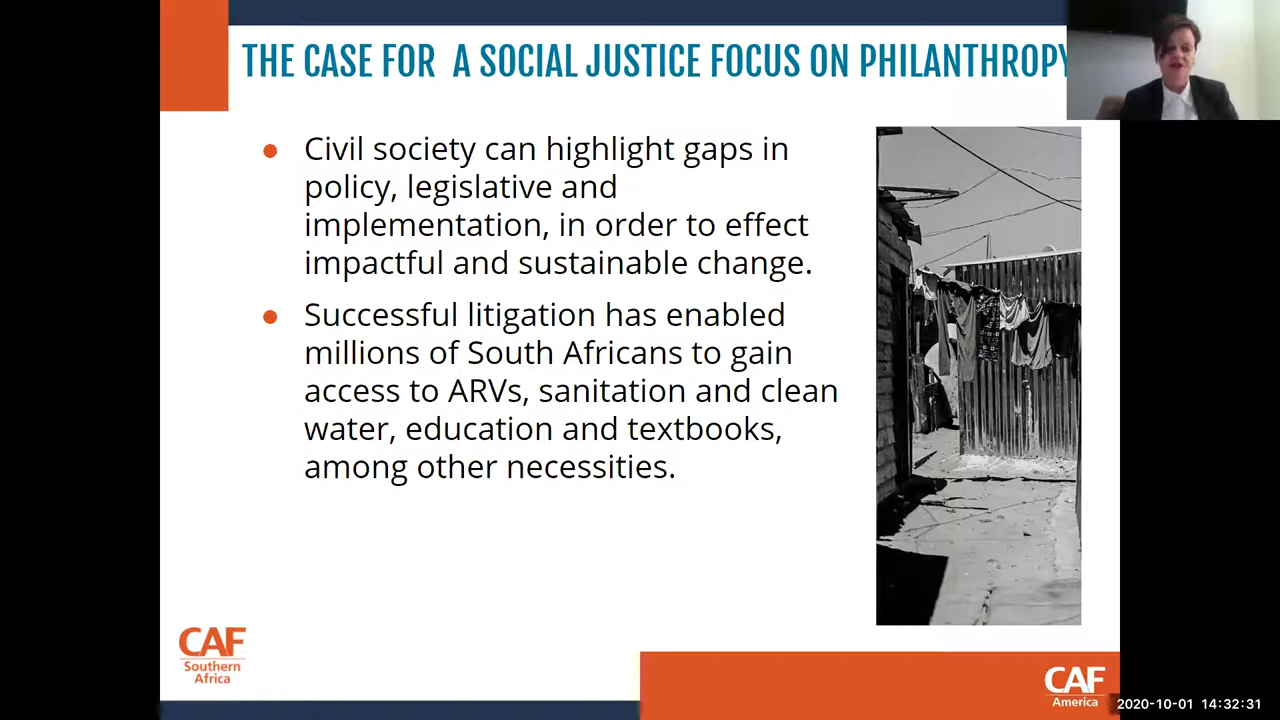 THE CASE FOR A SOCIAL JUSTICE FOCUS ON PHILANTHROPY
Civil society can highlight gaps in
policy, legislative and
implementation, in order to effect
impactful and sustainable change.
Successful litigation has enabled
millions of South Africans to gain
access to ARVs, sanitation and clean
water, education and textbooks,
among other necessities.
CAF
Southern
Africa
CAF
America
2020-10-01 14:32:31